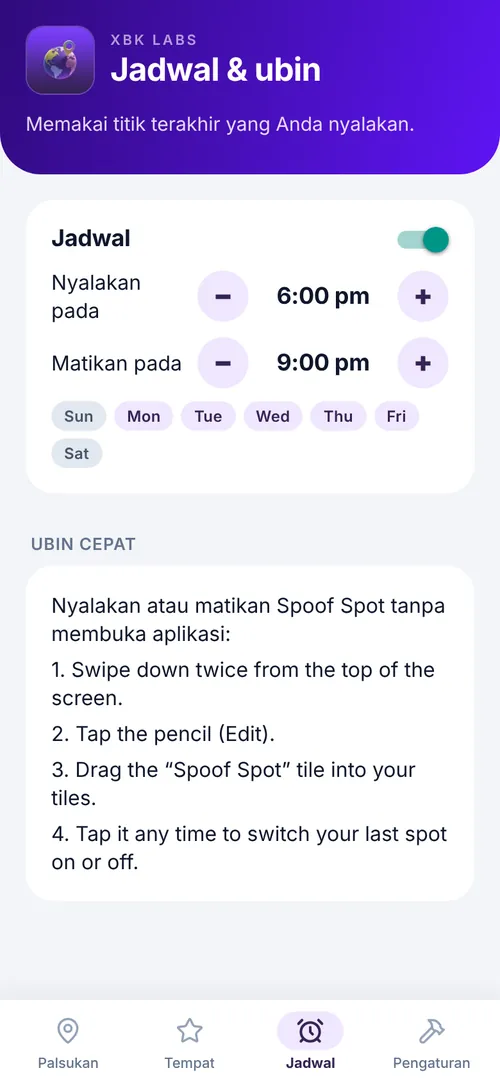 XBK LABS
Jadwal & ubin
Memakai titik terakhir yang Anda nyalakan.
Jadwal
Nyalakan
pada
− 6:00 pm +
Matikan pada − 9:00 pm +
Sun Mon Tue Wed Thu Fri
Sat
UBIN CEPAT
Nyalakan atau matikan Spoof Spot tanpa
membuka aplikasi:
1. Swipe down twice from the top of the
screen.
2. Tap the pencil (Edit).
3. Drag the “Spoof Spot” tile into your
tiles.
4. Tap it any time to switch your last spot
on or off.
Palsukan Tempat Jadwal Pengaturan